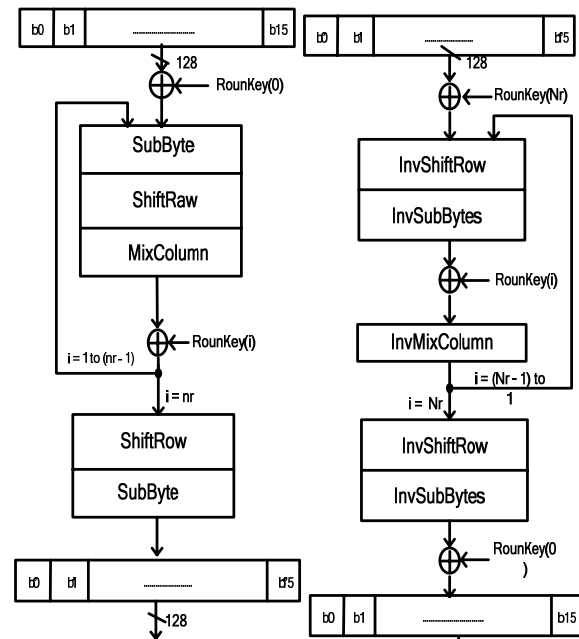 b0 b1 ........................ b15
128
RounKey(0)
SubByte
ShiftRaw
MixColumn
RounKey(i)
i = 1 to (nr - 1)
i = nr
ShiftRow
SubByte
b0 b1 ........................ b15
128
b0 b1 ........................ b15
128
RounKey(Nr)
InvShiftRow
InvSubBytes
RounKey(i)
InvMixColumn
i = (Nr - 1) to
1
i = Nr
InvShiftRow
InvSubBytes
RounKey(0
)
b0 b1 ........................ b15